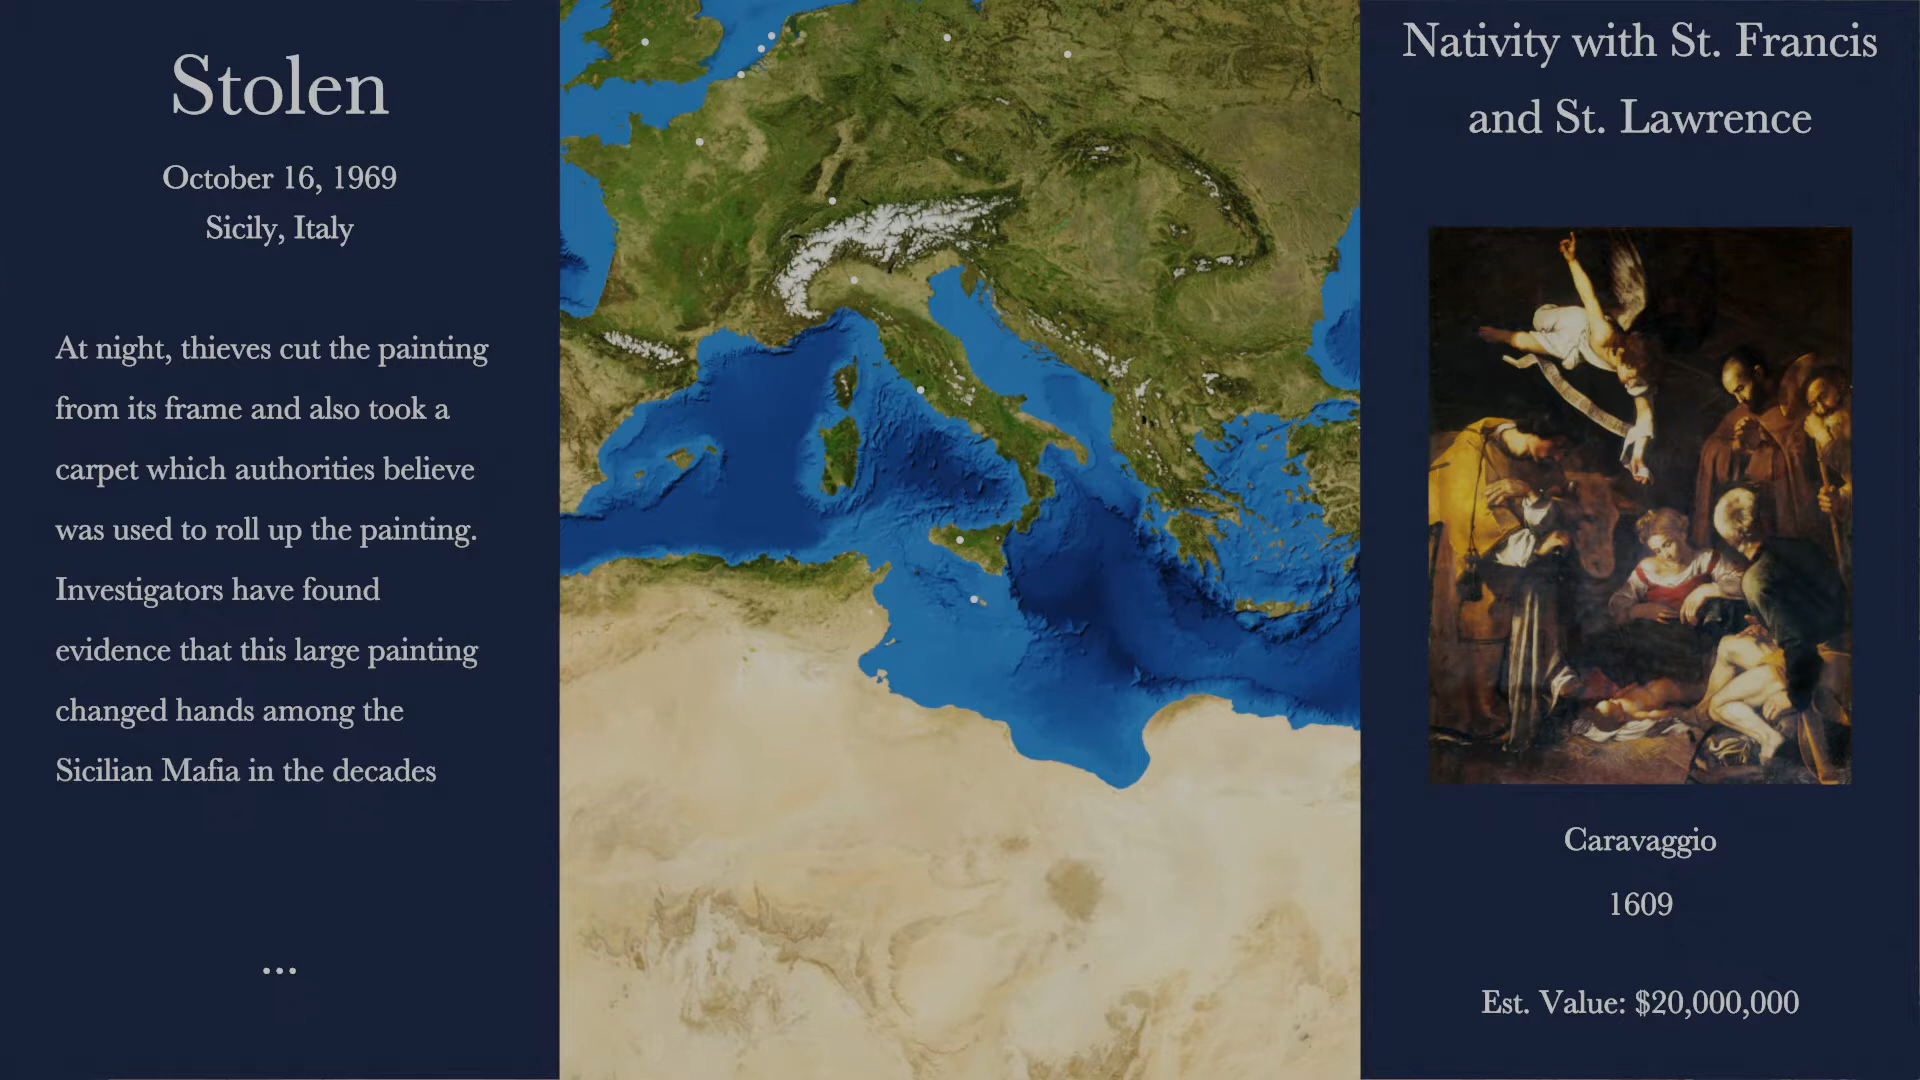 Stolen
October 16, 1969
Sicily, Italy
At night, thieves cut the painting
from its frame and also took a
carpet which authorities believe
was used to roll up the painting.
Investigators have found
evidence that this large painting
changed hands among the
Sicilian Mafia in the decades
...
Nativity with St. Francis
and St. Lawrence
Caravaggio
1609
Est. Value: $20,000,000